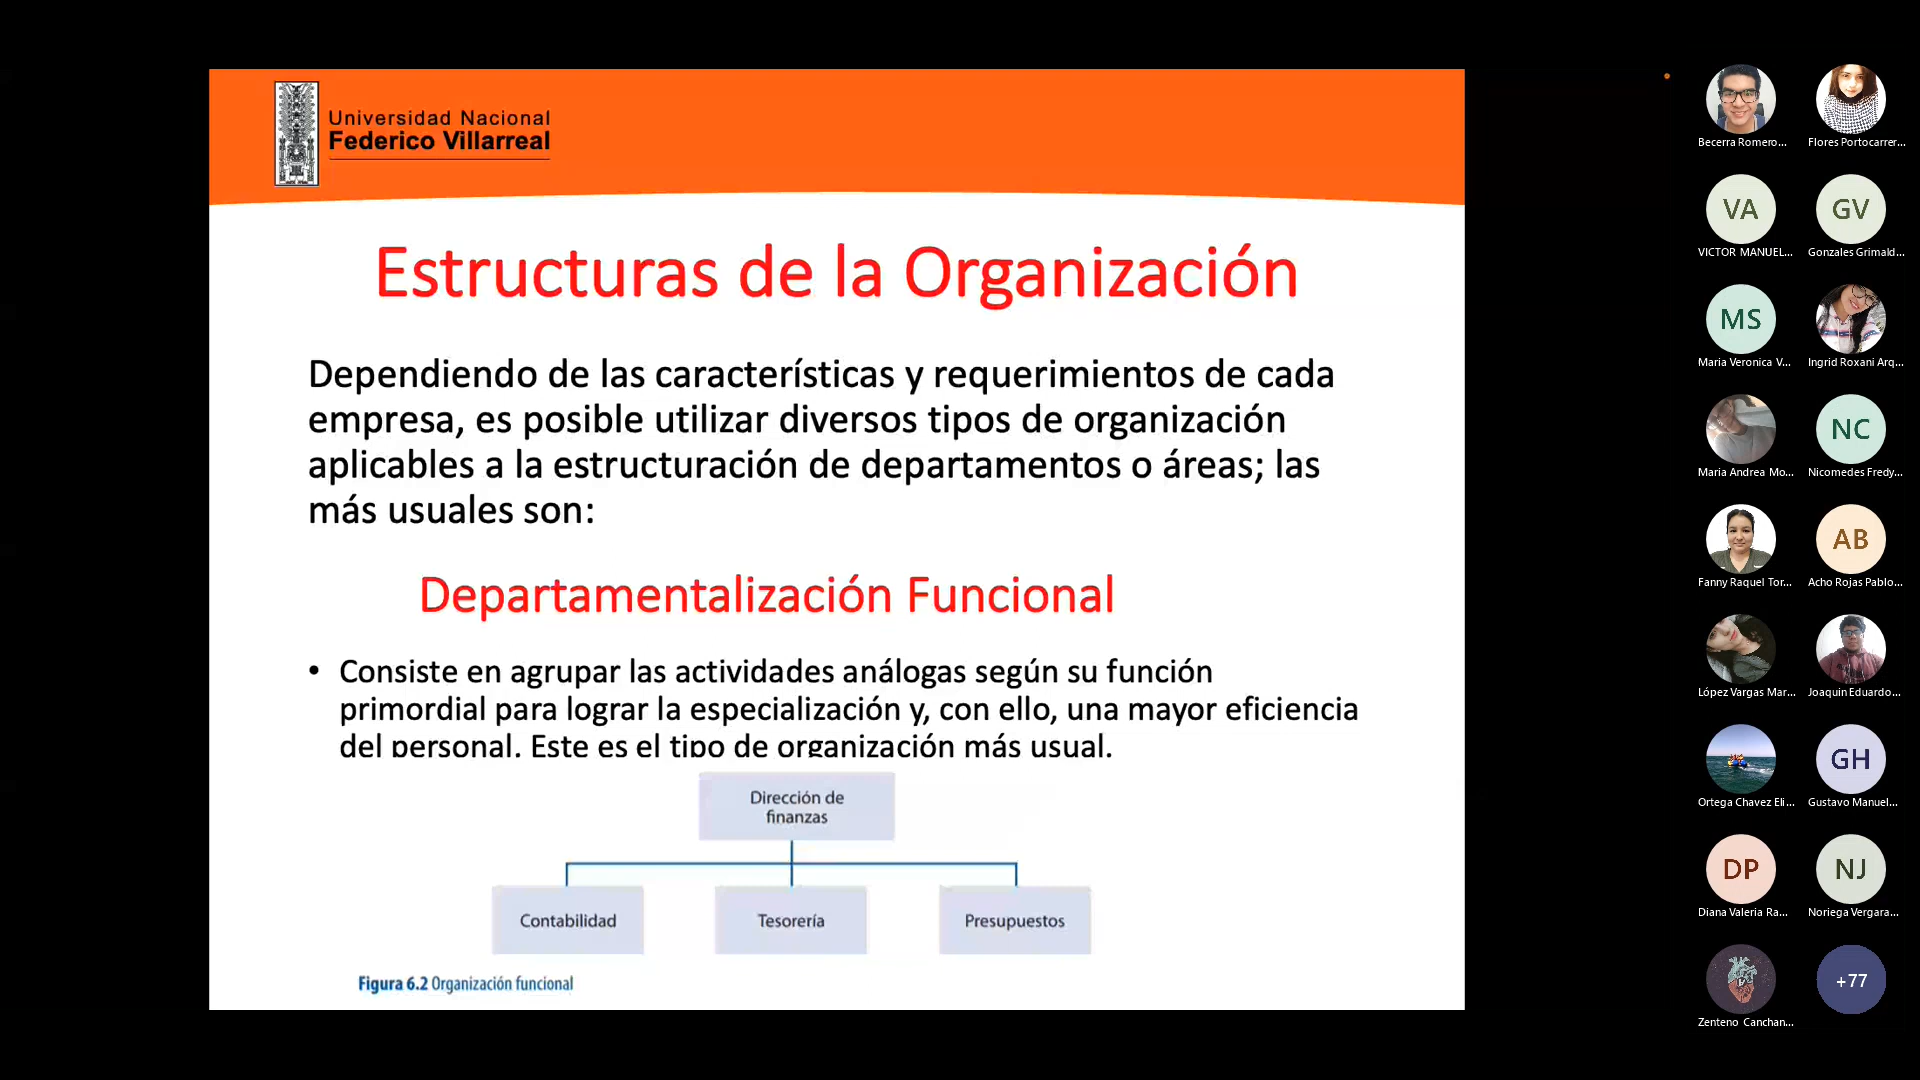 Universidad Nacional
Federico Villarreal
Estructuras de la Organización
Dependiendo de las características y requerimientos de cada
empresa, es posible utilizar diversos tipos de organización
aplicables a la estructuración de departamentos o áreas; las
más usuales son:
Departamentalización Funcional
• Consiste en agrupar las actividades análogas según su función
primordial para lograr la especialización y, con ello, una mayor eficiencia
del personal. Este es el tipo de organización más usual.
Dirección de
finanzas
Contabilidad
Tesorería
Presupuestos
Figura 6.2 Organización funcional
Becerra Romero...
Flores Portocarrer...
VA
VICTOR MANUEL...
GV
Gonzales Grimald...
MS
Maria Veronica V...
Ingrid Roxani Arq...
Maria Andrea Mo...
NC
Nicomedes Fredy...
Fanny Raquel Tor...
AB
Acho Rojas Pablo...
López Vargas Mar...
Joaquin Eduardo...
Ortega Chavez Eli...
GH
Gustavo Manuel...
DP
Diana Valeria Ra...
NJ
Noriega Vergara...
Zenteno Canchan...
+77